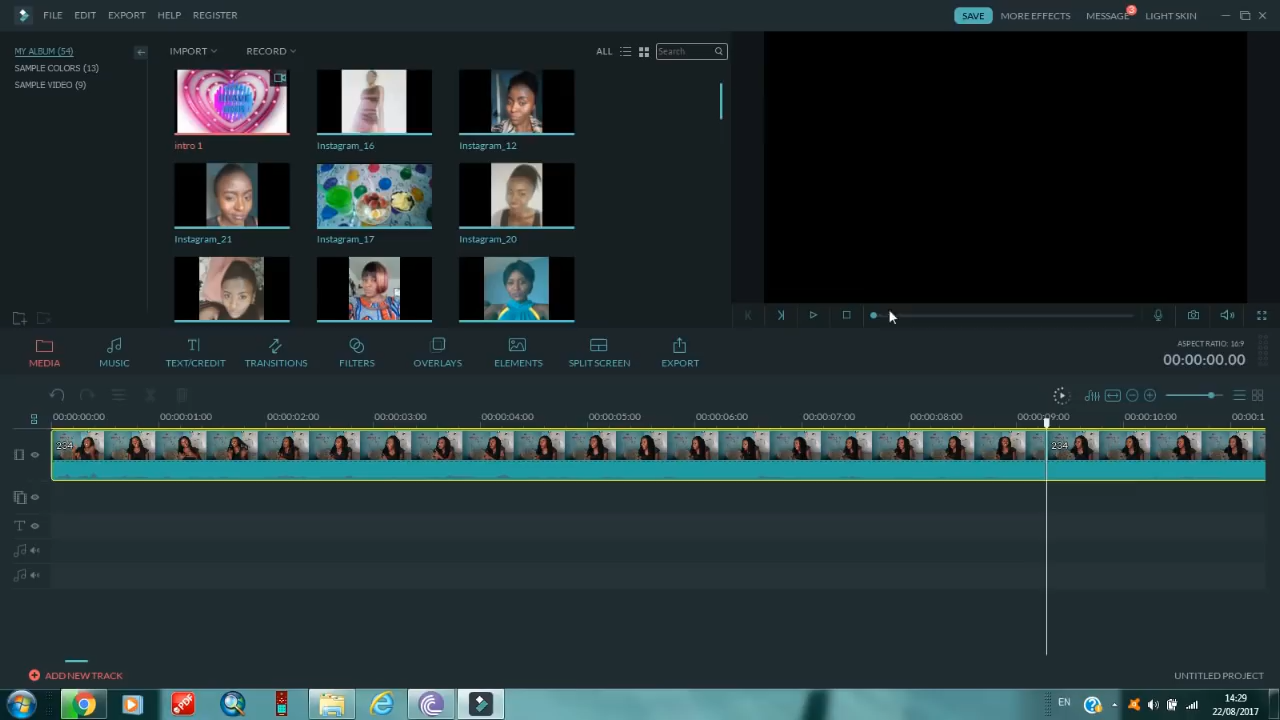 FILE EDIT EXPORT HELP REGISTER SAVE MORE EFFECTS MESSAGE 3 LIGHT SKIN
MY ALBUM (54) IMPORT RECORD ALL Search
SAMPLE COLORS (13)
SAMPLE VIDEO (9)
intro 1 Instagram_16 Instagram_12
Instagram_21 Instagram_17 Instagram_20
MEDIA MUSIC TEXT/CREDIT TRANSITIONS FILTERS OVERLAYS ELEMENTS SPLIT SCREEN EXPORT
ASPECT RATIO: 16:9
00:00:00.00
00:00:00:00 00:00:01:00 00:00:02:00 00:00:03:00 00:00:04:00 00:00:05:00 00:00:06:00 00:00:07:00 00:00:08:00 00:00:09:00 00:00:10:00 00:00:1
234 234
ADD NEW TRACK UNTITLED PROJECT
PDF EN 14:29
22/08/2017